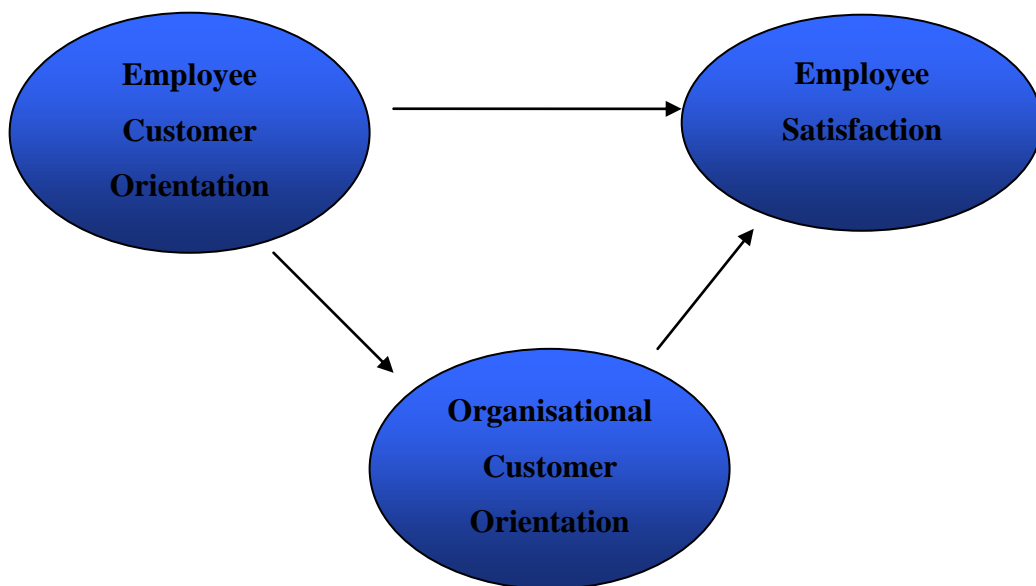 Employee
Customer
Orientation
Employee
Satisfaction
Organisational
Customer
Orientation